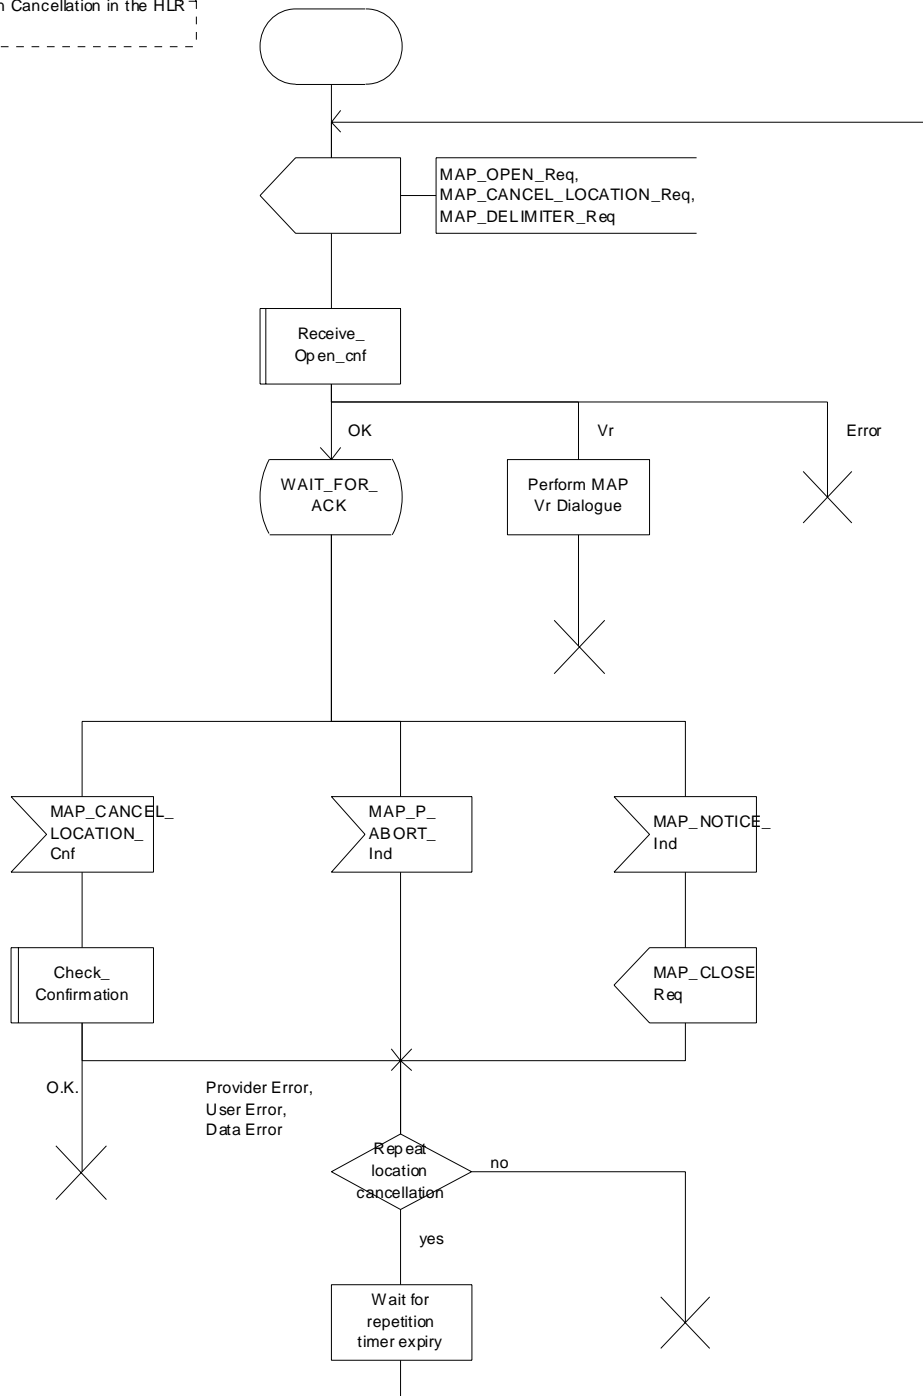 n Cancellation in the HLR
MAP_OPEN_Req,
MAP_CANCEL_LOCATION_Req,
MAP_DELIMITER_Req
Receive_
Open_cnf
OK
Vr
Error
WAIT_FOR_
ACK
Perform MAP
Vr Dialogue
MAP_CANCEL_
LOCATION_
Cnf
MAP_P_
ABORT_
Ind
MAP_NOTICE_
Ind
Check_
Confirmation
MAP_CLOSE
Req
O.K.
Provider Error,
User Error,
Data Error
Repeat
location
cancellation
no
yes
Wait for
repetition
timer expiry